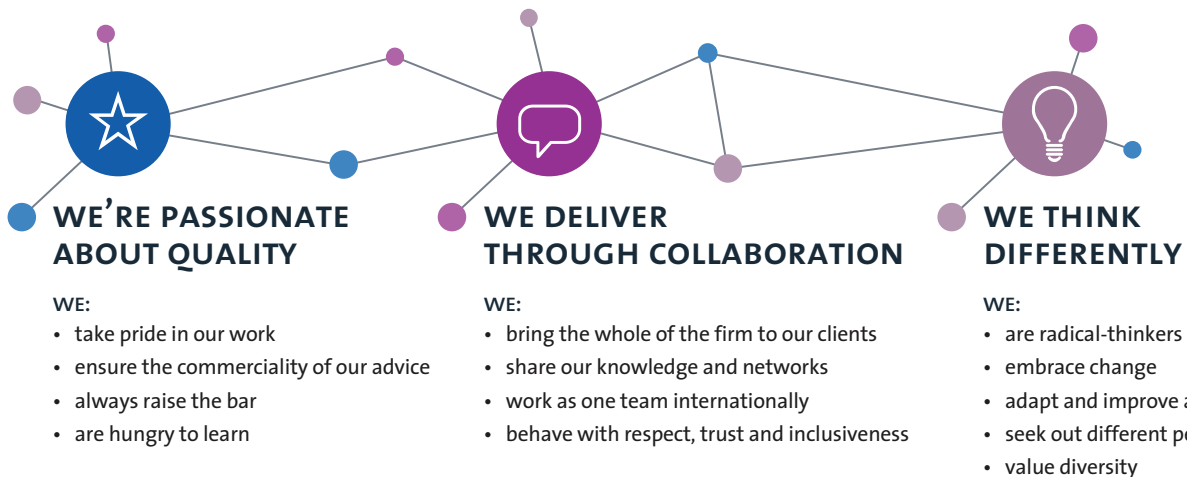 WE'RE PASSIONATE
ABOUT QUALITY
WE:
• take pride in our work
• ensure the commerciality of our advice
• always raise the bar
• are hungry to learn
WE DELIVER
THROUGH COLLABORATION
WE:
• bring the whole of the firm to our clients
• share our knowledge and networks
• work as one team internationally
• behave with respect, trust and inclusiveness
WE THINK
DIFFERENTLY
WE:
• are radical-thinkers
• embrace change
• adapt and improve
• seek out different
• value diversity